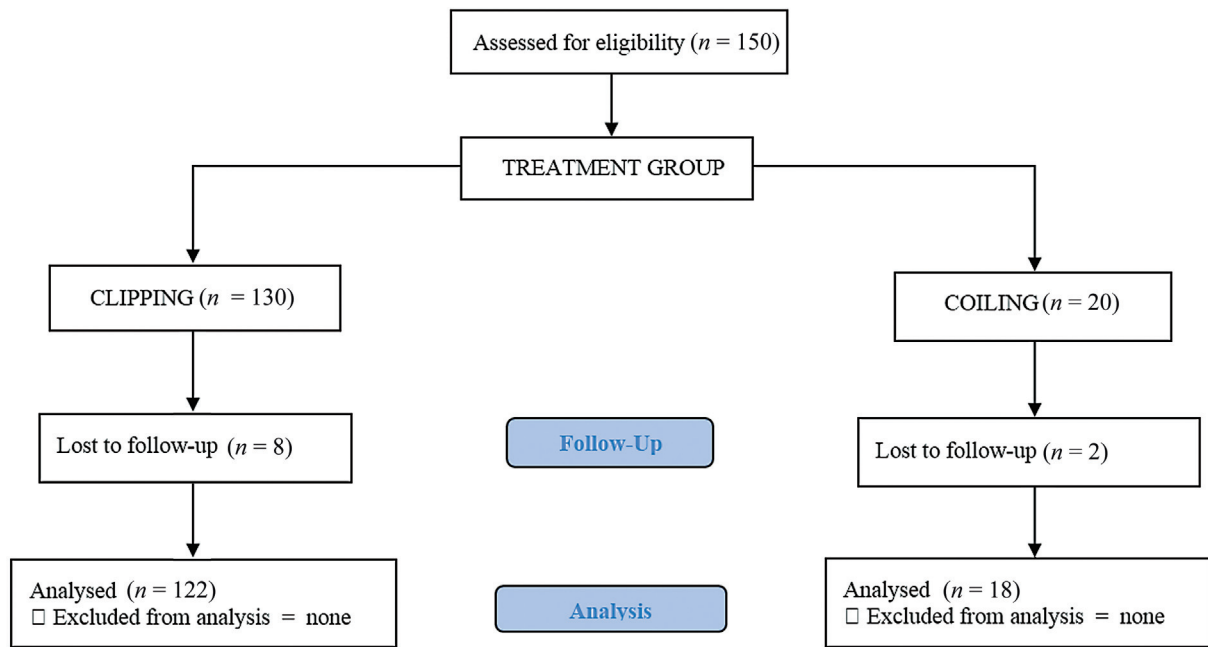 Assessed for eligibility (n = 150)
TREATMENT GROUP
CLIPPING (n = 130)
COILING (n = 20)
Lost to follow-up (n = 8)
Follow-Up
Lost to follow-up (n = 2)
Analysed (n = 122)
□ Excluded from analysis = none
Analysis
Analysed (n = 18)
□ Excluded from analysis = none